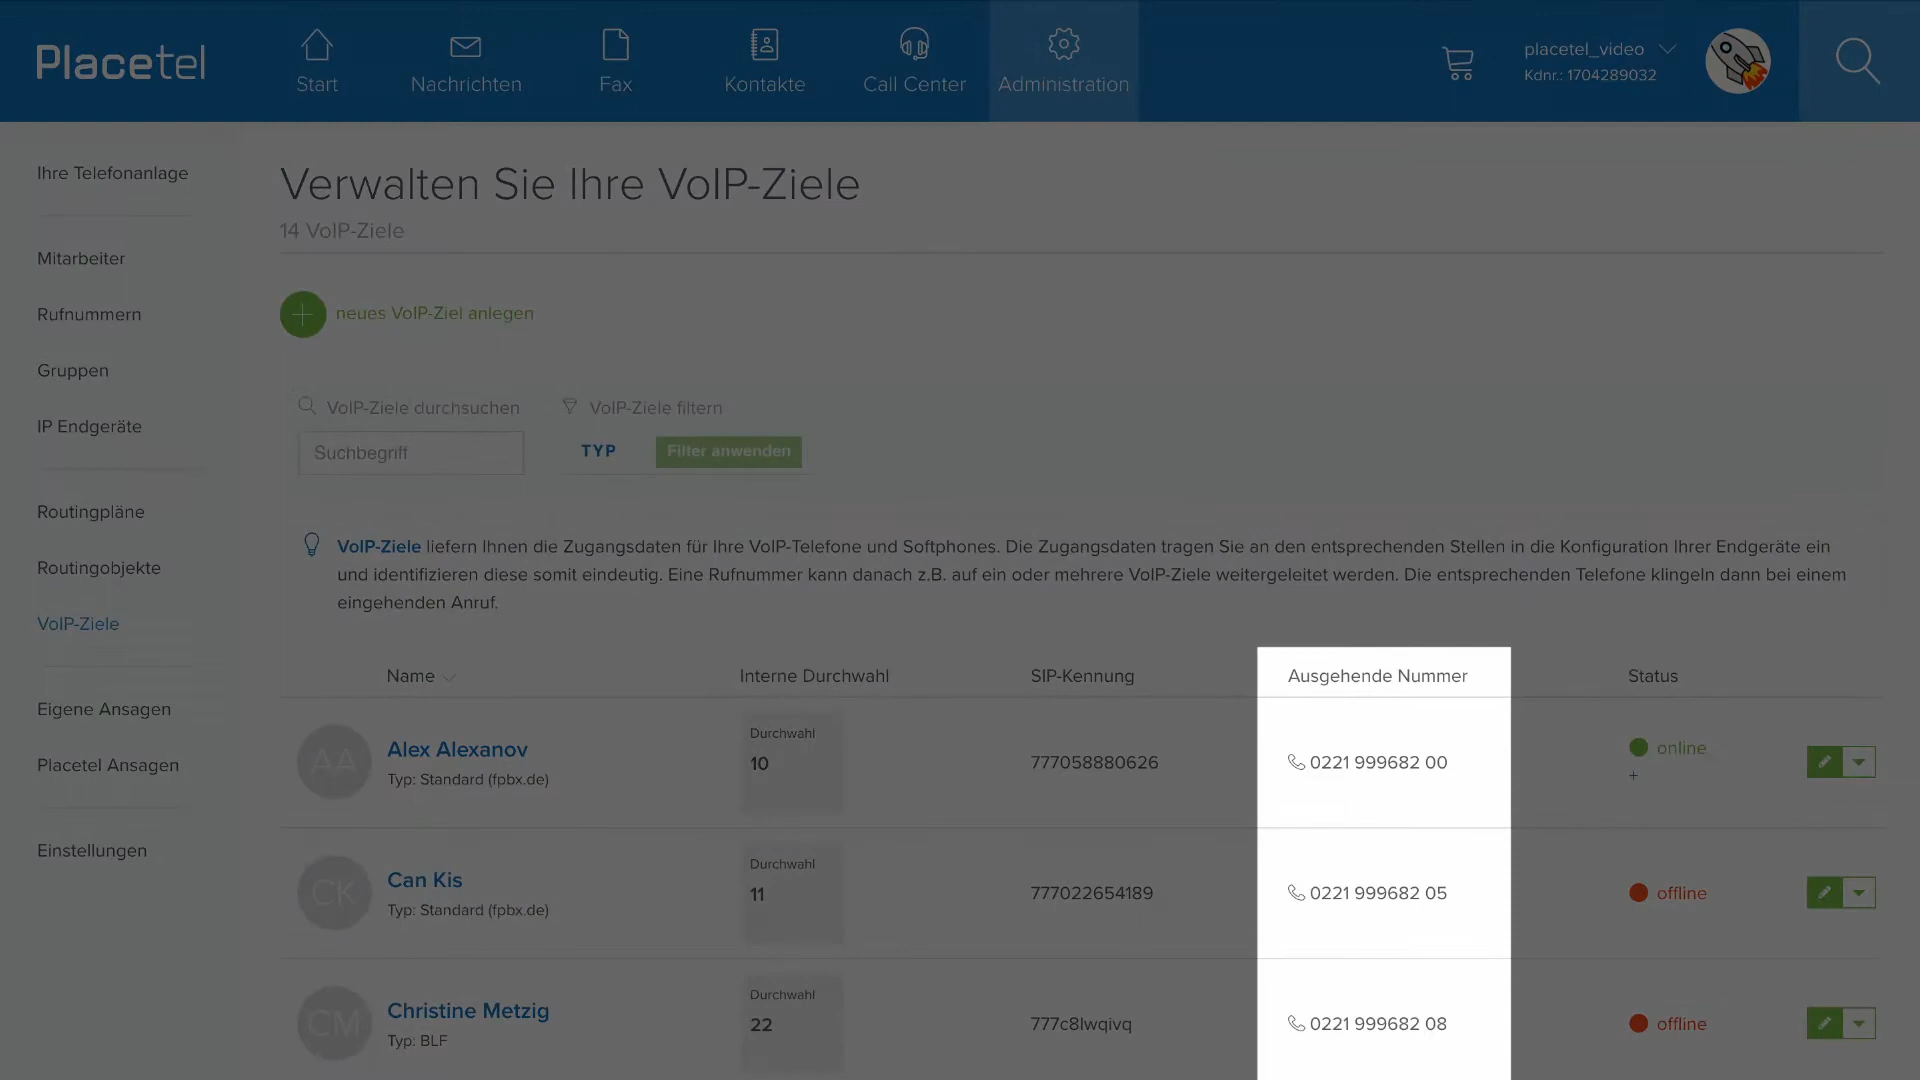 Placetel
Start
Nachrichten
Fax
Kontakte
Call Center
Administration
placetel_video
Kdnr.: 1704289032
Ihre Telefonanlage
Mitarbeiter
Rufnummern
Gruppen
IP Endgeräte
Routingpläne
Routingobjekte
VoIP-Ziele
Eigene Ansagen
Placetel Ansagen
Einstellungen
Verwalten Sie Ihre VoIP-Ziele
14 VoIP-Ziele
neues VoIP-Ziel anlegen
VoIP-Ziele durchsuchen
VoIP-Ziele filtern
Suchbegriff
TYP
Filter anwenden
VoIP-Ziele liefern Ihnen die Zugangsdaten für Ihre VoIP-Telefone und Softphones. Die Zugangsdaten tragen Sie an den entsprechenden Stellen in die Konfiguration Ihrer Endgeräte ein
und identifizieren diese somit eindeutig. Eine Rufnummer kann danach z.B. auf ein oder mehrere VoIP-Ziele weitergeleitet werden. Die entsprechenden Telefone klingeln dann bei einem
eingehenden Anruf.
Name Interne Durchwahl SIP-Kennung Ausgehende Nummer Status
AA
Alex Alexanov
Typ: Standard (fpbx.de)
Durchwahl
10
777058880626
0221 999682 00
online
+
CK
Can Kis
Typ: Standard (fpbx.de)
Durchwahl
11
777022654189
0221 999682 05
offline
CM
Christine Metzig
Typ: BLF
Durchwahl
22
777c8lwqivq
0221 999682 08
offline